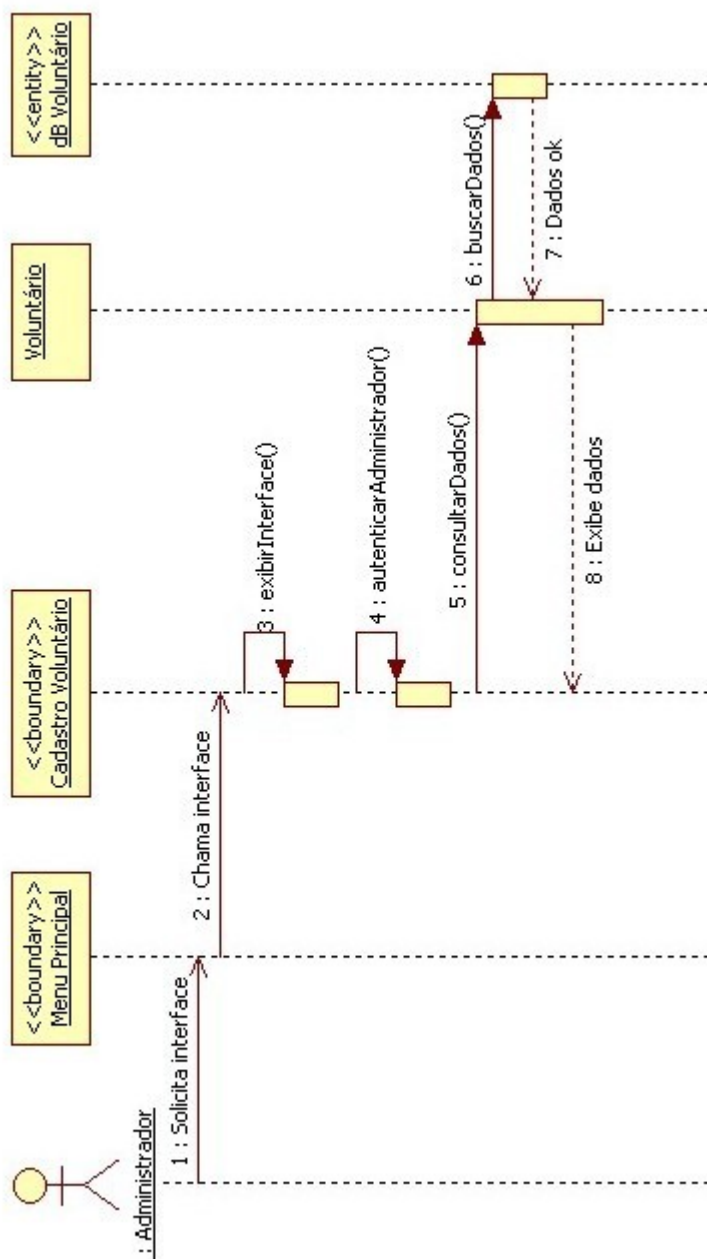 : Administrador
<<boundary>>
Menu Principal
<<boundary>>
Cadastro Voluntário
Voluntário
<<entity>>
dB Voluntário
1 : Solicita interface
2 : Chama interface
3 : exibirInterface()
4 : autenticarAdministrador()
5 : consultarDados()
6 : buscarDados()
7 : Dados ok
8 : Exibe dados